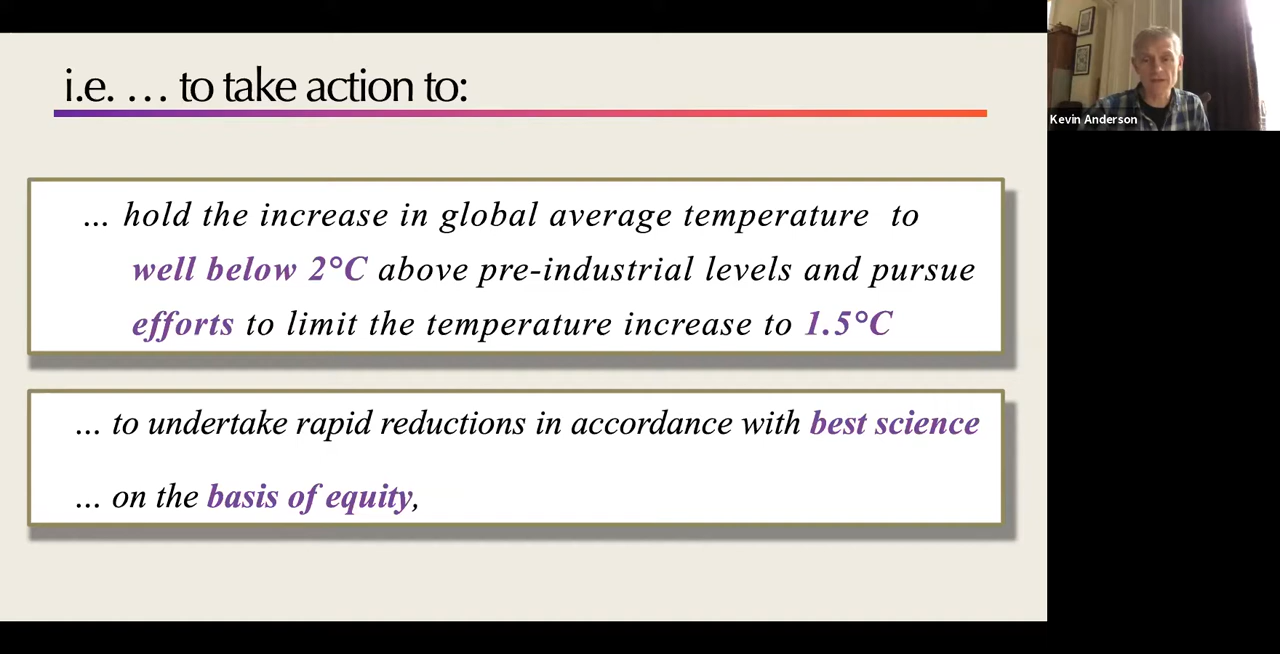 i.e. … to take action to:
... hold the increase in global average temperature to
well below 2°C above pre-industrial levels and pursue
efforts to limit the temperature increase to 1.5°C
... to undertake rapid reductions in accordance with best science
... on the basis of equity,
Kevin Anderson